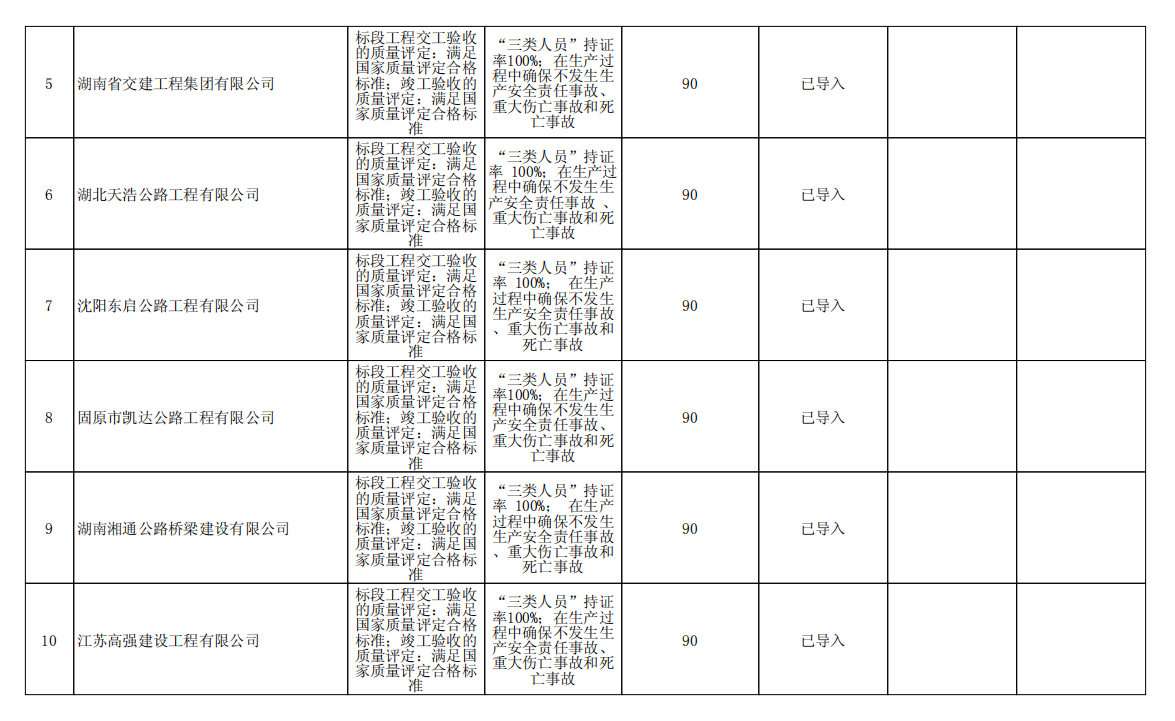 5
湖南省交建工程集团有限公司
标段工程交工验收
的质量评定：满足
国家质量评定合格
标准；竣工验收的
质量评定：满足国
家质量评定合格标
准
“三类人员”持证
率100%；在生产过
程中确保不发生生
产安全责任事故、
重大伤亡事故和死
亡事故
90
已导入
6
湖北天浩公路工程有限公司
标段工程交工验收
的质量评定：满足
国家质量评定合格
标准；竣工验收的
质量评定：满足国
家质量评定合格标
准
“三类人员”持证
率 100%；在生产过
程中确保不发生生
产安全责任事故 、
重大伤亡事故和死
亡事故
90
已导入
7
沈阳东启公路工程有限公司
标段工程交工验收
的质量评定：满足
国家质量评定合格
标准；竣工验收的
质量评定：满足国
家质量评定合格标
准
“三类人员”持证
率 100%； 在生产
过程中确保不发生
生产安全责任事故
、重大伤亡事故和
死亡事故
90
已导入
8
固原市凯达公路工程有限公司
标段工程交工验收
的质量评定：满足
国家质量评定合格
标准；竣工验收的
质量评定：满足国
家质量评定合格标
准
“三类人员”持证
率100%；在生产过
程中确保不发生生
产安全责任事故、
重大伤亡事故和死
亡事故
90
已导入
9
湖南湘通公路桥梁建设有限公司
标段工程交工验收
的质量评定：满足
国家质量评定合格
标准；竣工验收的
质量评定：满足国
家质量评定合格标
准
“三类人员”持证
率 100%； 在生产
过程中确保不发生
生产安全责任事故
、重大伤亡事故和
死亡事故
90
已导入
10
江苏高强建设工程有限公司
标段工程交工验收
的质量评定：满足
国家质量评定合格
标准；竣工验收的
质量评定：满足国
家质量评定合格标
准
“三类人员”持证
率100%；在生产过
程中确保不发生生
产安全责任事故、
重大伤亡事故和死
亡事故
90
已导入